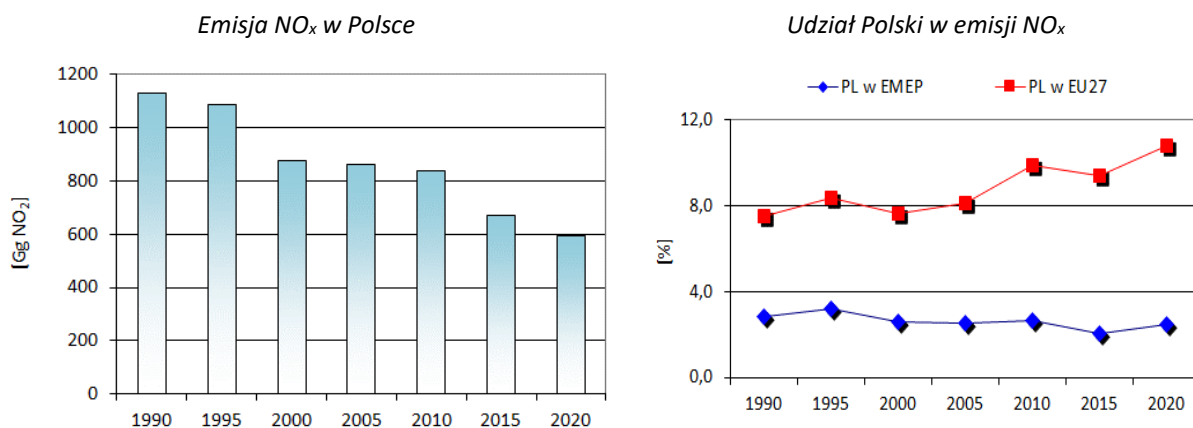 Emisja NOₓ w Polsce
1200
1000
800
600
400
200
0
[Gg NO₂]
1990 1995 2000 2005 2010 2015 2020
Udział Polski w emisji NOₓ
PL w EMEP PL w EU27
12,0
8,0
4,0
0,0
[%]
1990 1995 2000 2005 2010 2015 2020